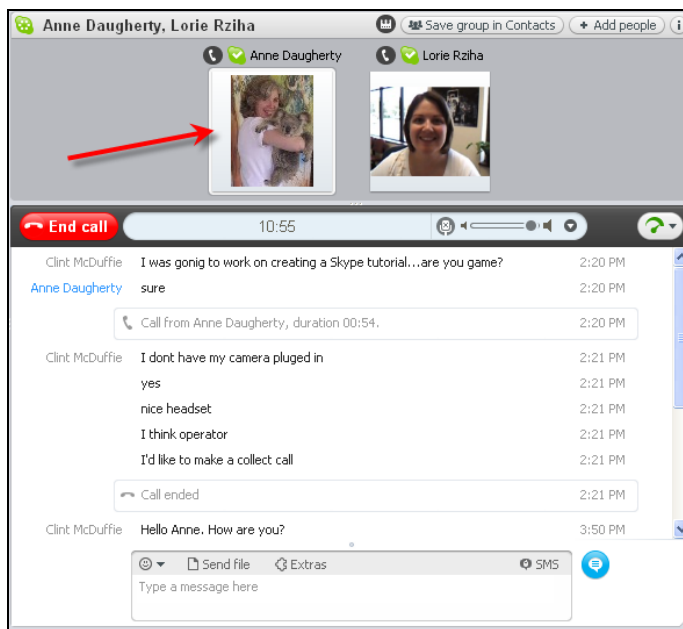 Anne Daugherty, Lorie Rziha
Save group in Contacts
+ Add people
i
Anne Daugherty
Lorie Rziha
End call
10:55
Clint McDuffie I was gonig to work on creating a Skype tutorial...are you game? 2:20 PM
Anne Daugherty sure 2:20 PM
Call from Anne Daugherty, duration 00:54. 2:20 PM
Clint McDuffie I dont have my camera pluged in 2:21 PM
yes 2:21 PM
nice headset 2:21 PM
I think operator 2:21 PM
I'd like to make a collect call 2:21 PM
Call ended 2:21 PM
Clint McDuffie Hello Anne. How are you? 3:50 PM
Send file Extras SMS
Type a message here